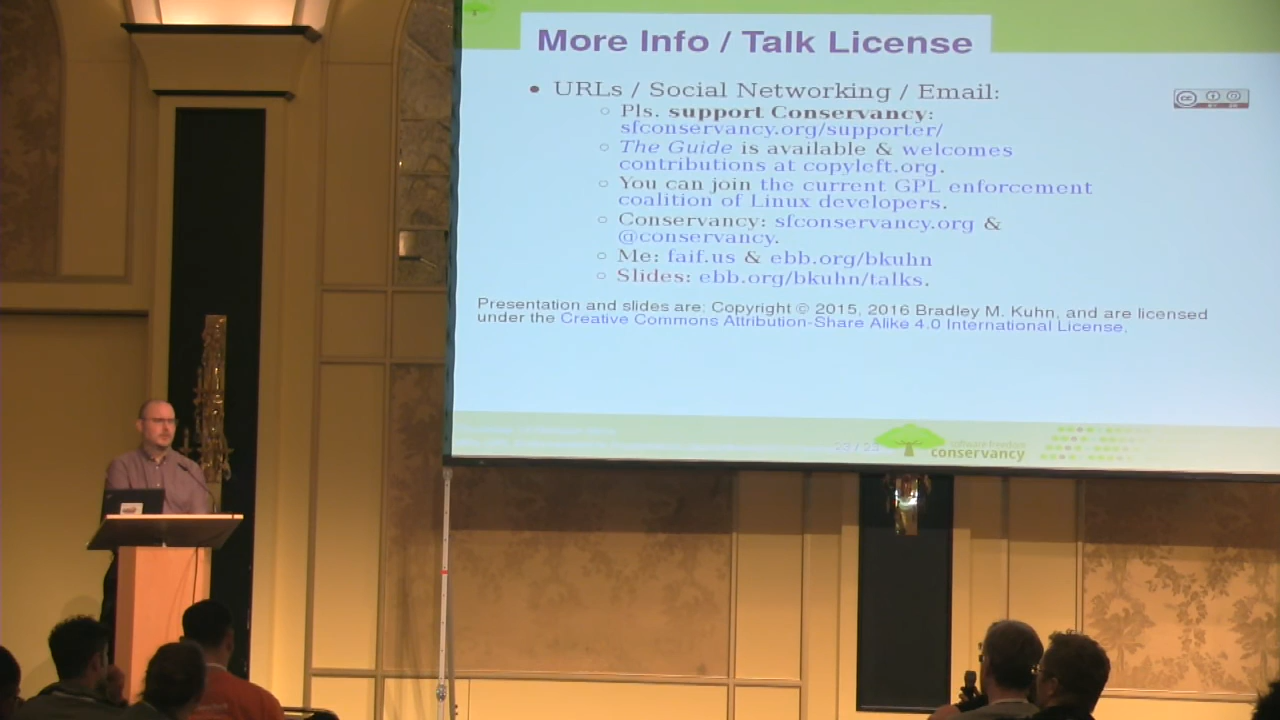 More Info / Talk License
• URLs / Social Networking / Email:
○ Pls. support Conservancy:
sfconservancy.org/supporter/
○ The Guide is available & welcomes
contributions at copyleft.org.
○ You can join the current GPL enforcement
coalition of Linux developers.
○ Conservancy: sfconservancy.org &
@conservancy.
○ Me: faif.us & ebb.org/bkuhn
○ Slides: ebb.org/bkuhn/talks.
Presentation and slides are: Copyright © 2015, 2016 Bradley M. Kuhn, and are licensed
under the Creative Commons Attribution-Share Alike 4.0 International License.
23 / 23
Software Freedom
conservancy